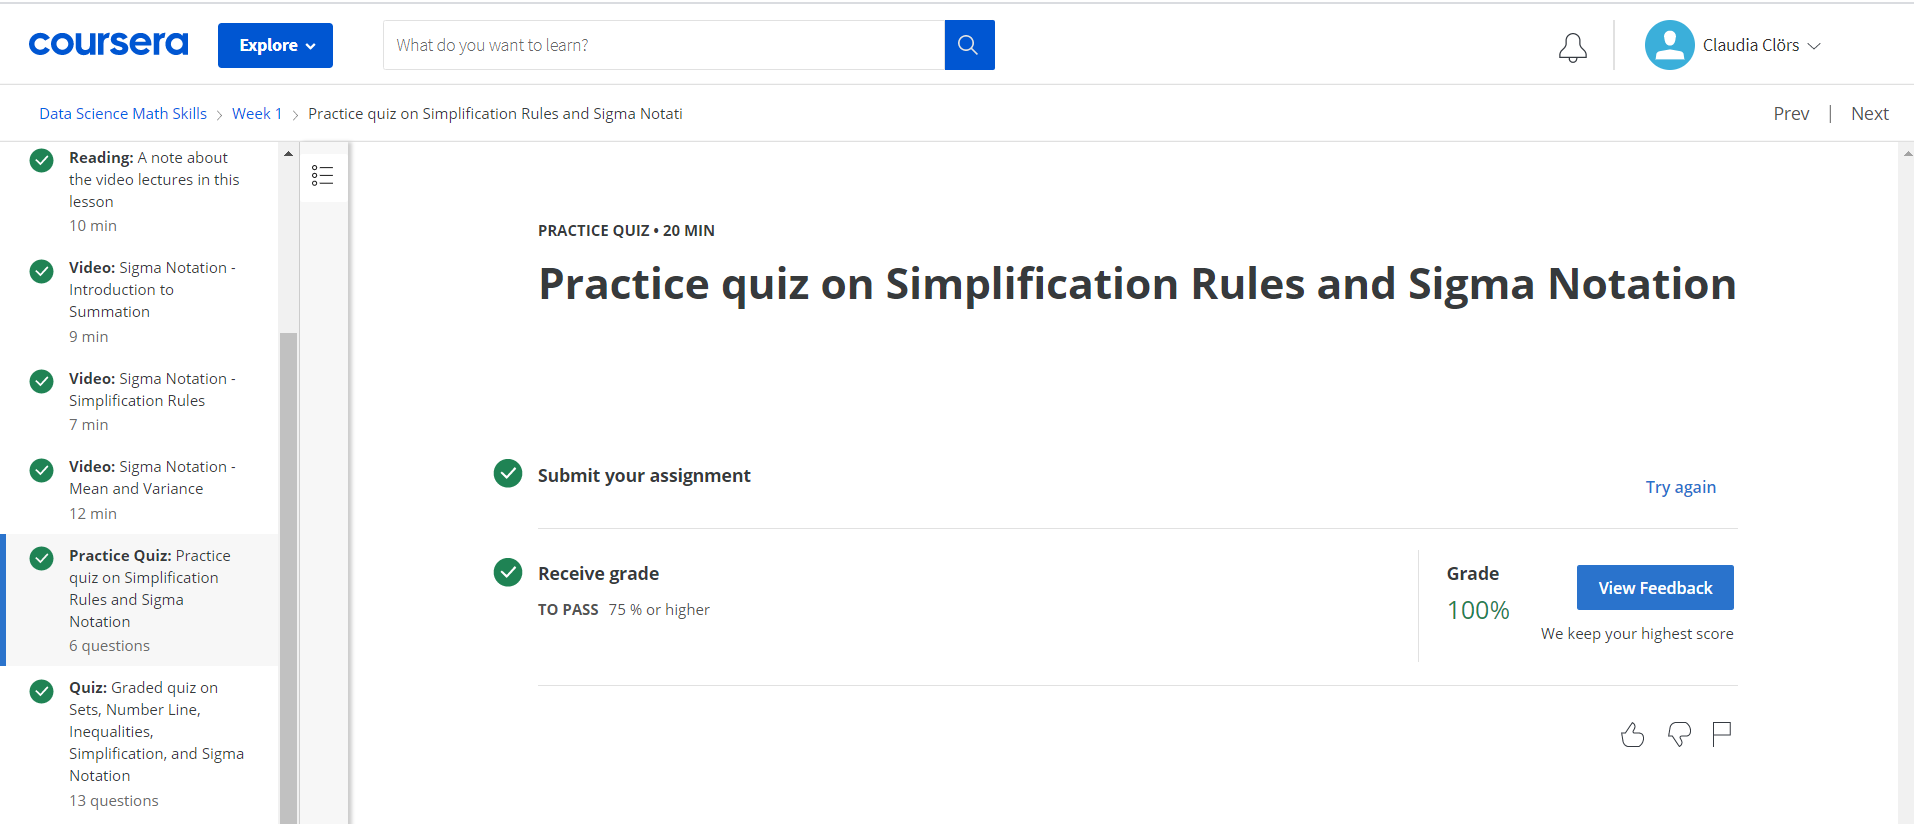 coursera
Explore
What do you want to learn?
Claudia Clörs
Data Science Math Skills
Week 1
Practice quiz on Simplification Rules and Sigma Notati
Prev | Next
Reading: A note about
the video lectures in this
lesson
10 min
Video: Sigma Notation -
Introduction to
Summation
9 min
Video: Sigma Notation -
Simplification Rules
7 min
Video: Sigma Notation -
Mean and Variance
12 min
Practice Quiz: Practice
quiz on Simplification
Rules and Sigma
Notation
6 questions
Quiz: Graded quiz on
Sets, Number Line,
Inequalities,
Simplification, and Sigma
Notation
13 questions
PRACTICE QUIZ • 20 MIN
Practice quiz on Simplification Rules and Sigma Notation
Submit your assignment
Try again
Receive grade
TO PASS 75 % or higher
Grade
100%
View Feedback
We keep your highest score